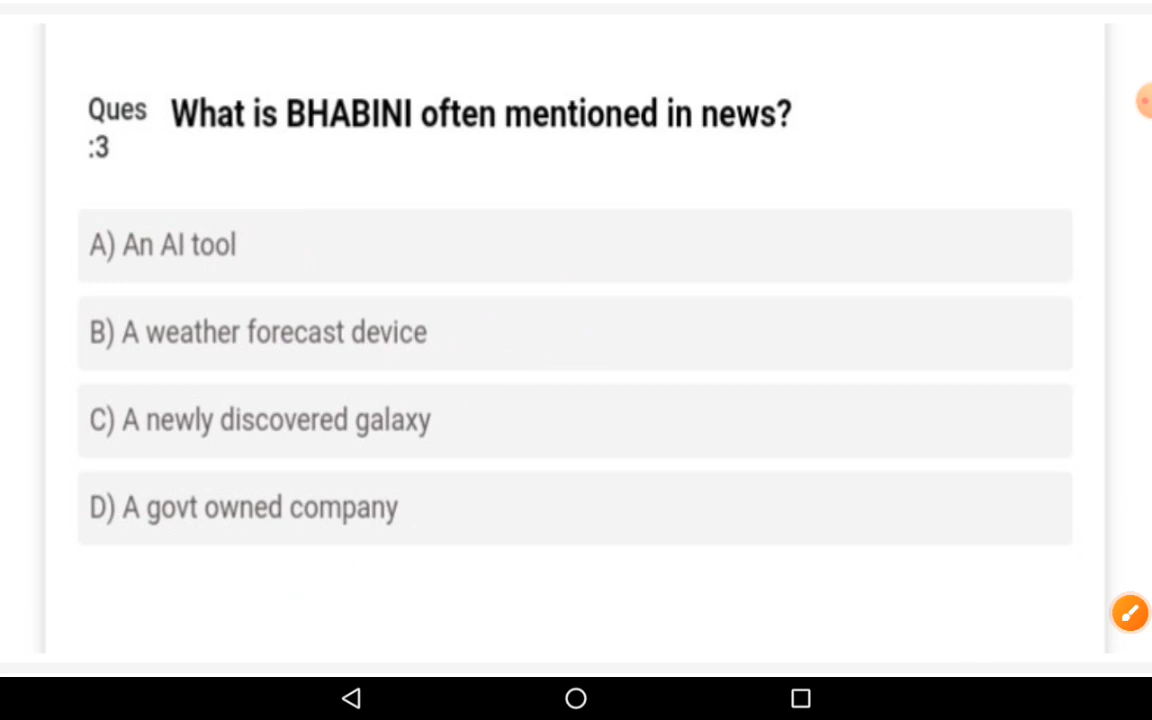 Ques What is BHABINI often mentioned in news?
:3
A) An AI tool
B) A weather forecast device
C) A newly discovered galaxy
D) A govt owned company